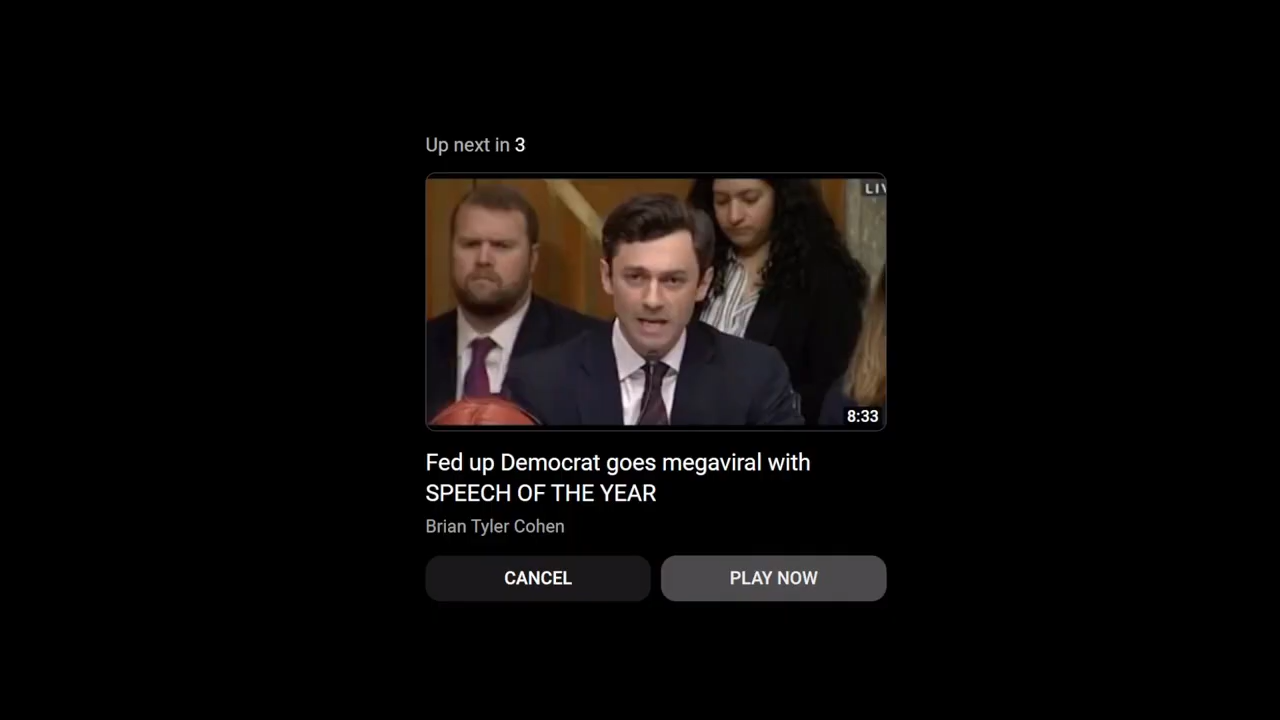 Up next in 3
LIV
8:33
Fed up Democrat goes megaviral with
SPEECH OF THE YEAR
Brian Tyler Cohen
CANCEL
PLAY NOW